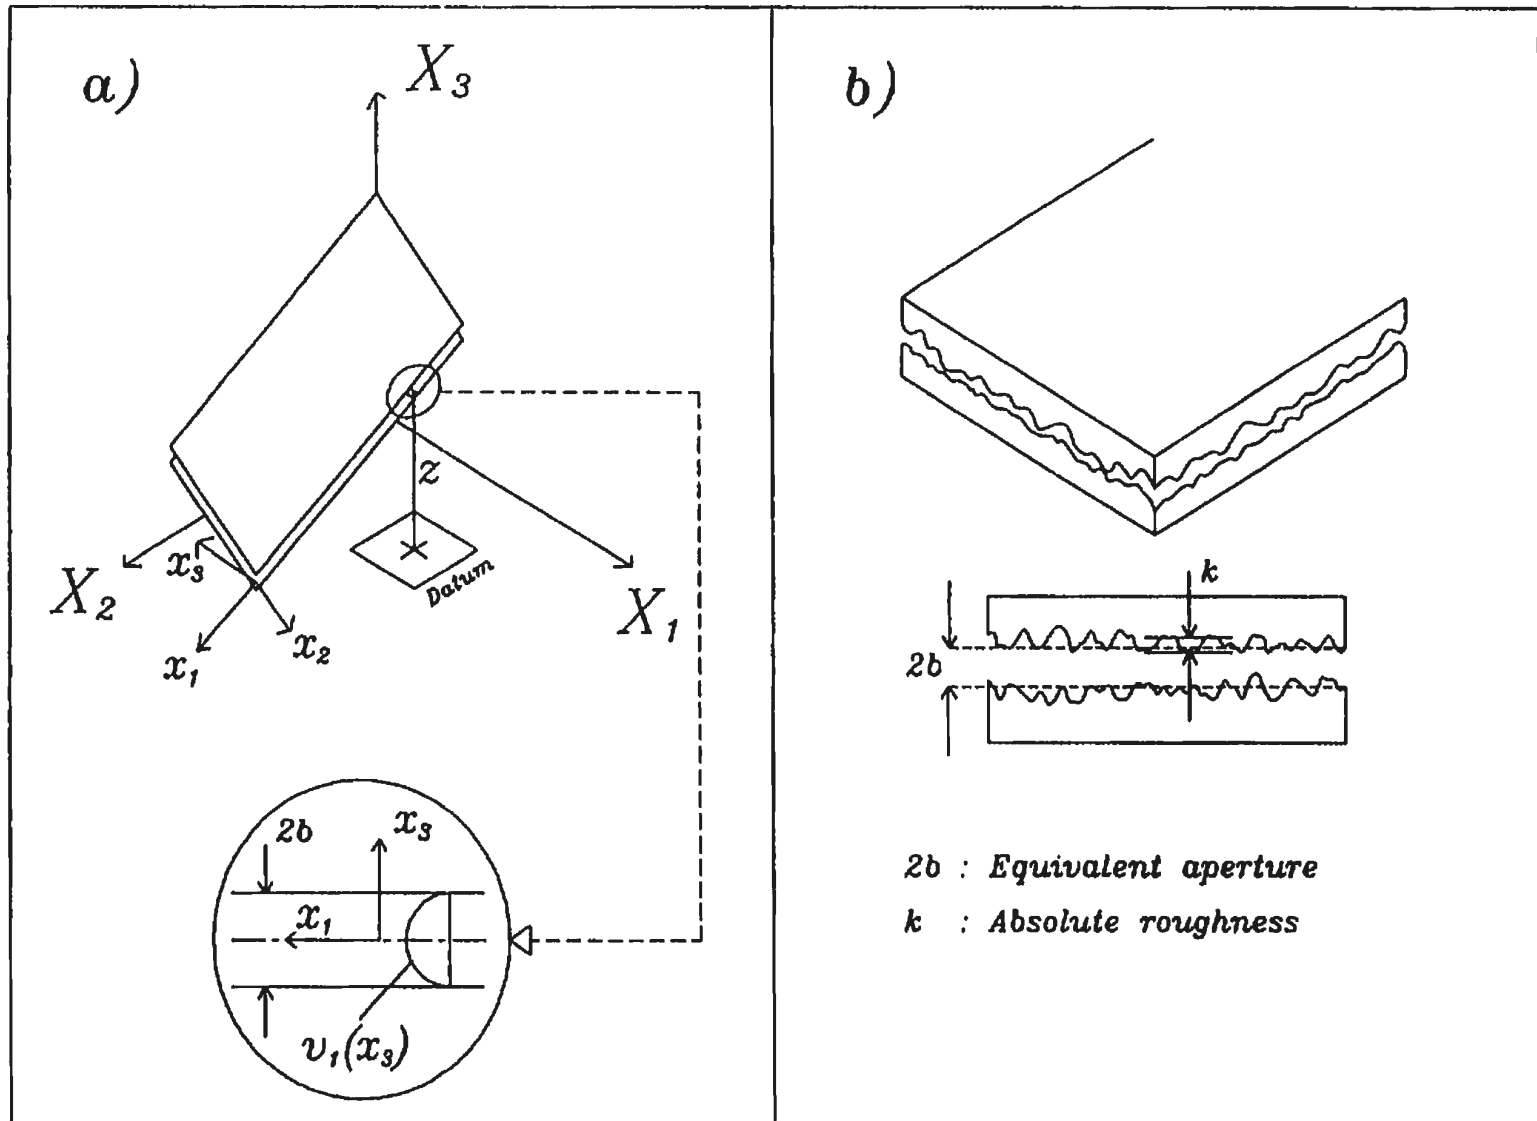 a)
X₃
z
Datum
X₂
x₃
x₁
x₂
X₁
2b
x₃
x₁
v₁(x₃)
b)
k
2b
2b : Equivalent aperture
k : Absolute roughness